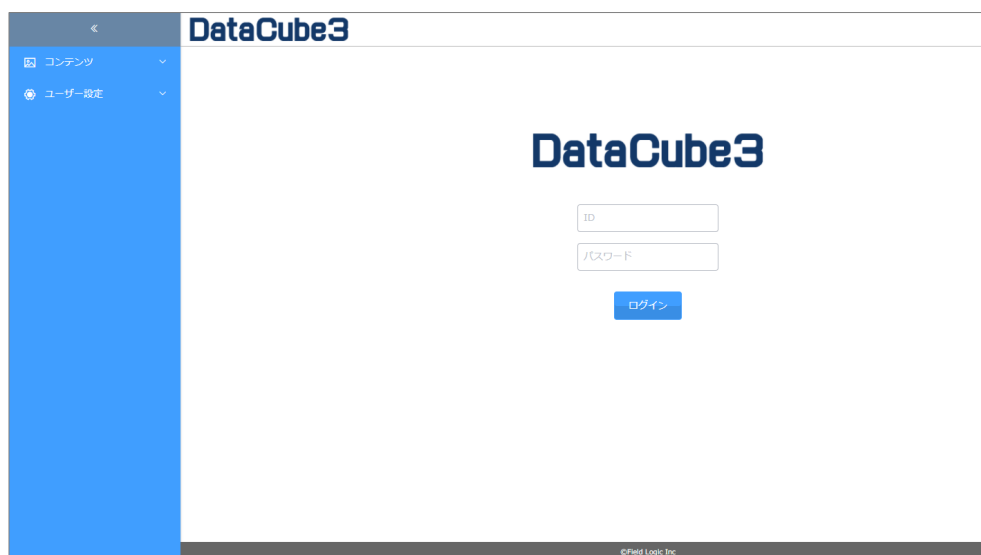 «
DataCube3
コンテンツ
ユーザー設定
DataCube3
ID
パスワード
ログイン
©Field Logic Inc